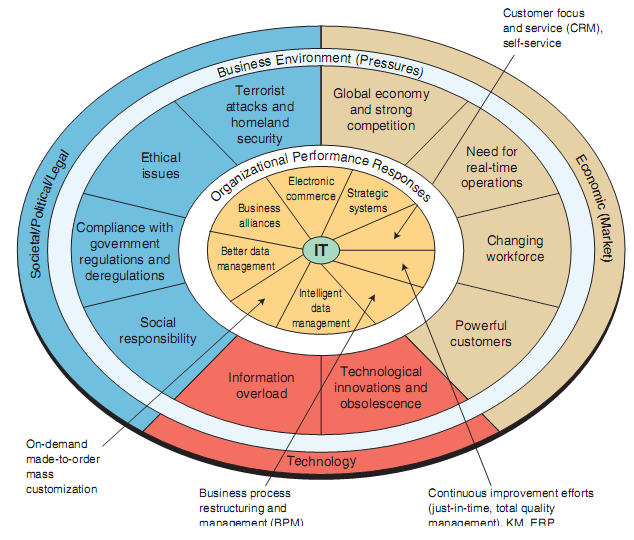 Customer focus
and service (CRM),
self-service
Business Environment (Pressures)
Societal/Political/Legal
Economic (Market)
Technology
Terrorist
attacks and
homeland
security
Global economy
and strong
competition
Ethical
issues
Need for
real-time
operations
Compliance with
government
regulations and
deregulations
Changing
workforce
Social
responsibility
Powerful
customers
Information
overload
Technological
innovations and
obsolescence
Organizational Performance Responses
Electronic
commerce
Strategic
systems
Business
alliances
Better data
management
IT
Intelligent
data
management
On-demand
made-to-order
mass
customization
Business process
restructuring and
management (BPM)
Continuous improvement efforts
(just-in-time, total quality
management), KM, ERP